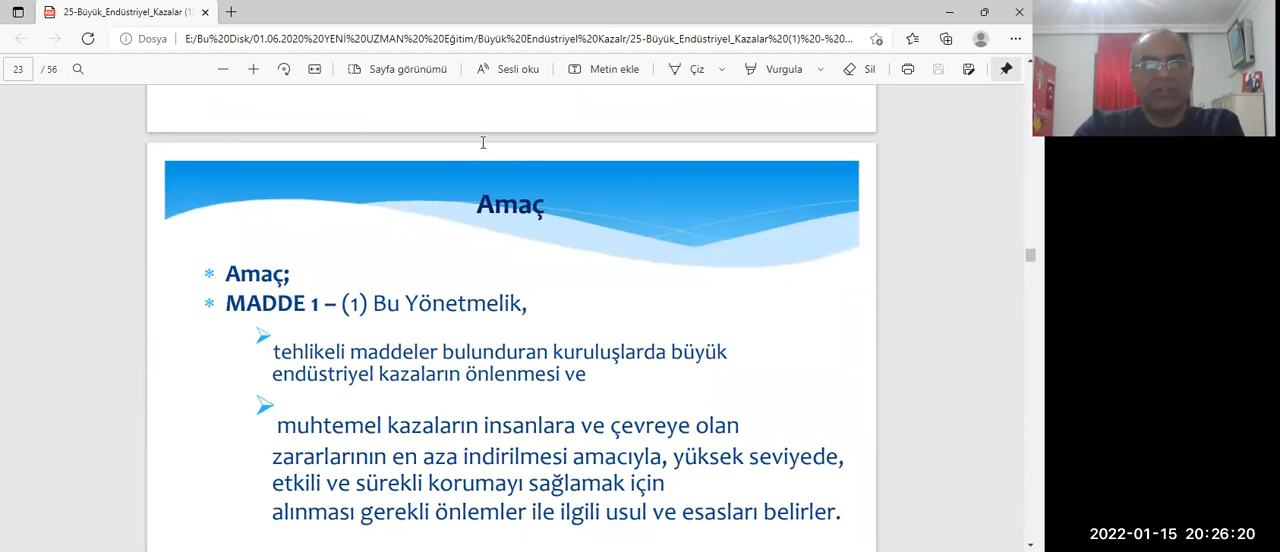 25-Büyük_Endüstriyel_Kazalar (1)
Dosya
E:/Bu%20Disk/01.06.2020%20YENİ%20UZMAN%20%20Eğitim/Büyük%20Endüstriyel%20Kazalr/25-Büyük_Endüstriyel_Kazalar%20(1)%20-%20...
23 / 56
Sayfa görünümü
Sesli oku
Metin ekle
Çiz
Vurgula
Sil
Amaç
Amaç;
MADDE 1 – (1) Bu Yönetmelik,
tehlikeli maddeler bulunduran kuruluşlarda büyük
endüstriyel kazaların önlenmesi ve
muhtemel kazaların insanlara ve çevreye olan
zararlarının en aza indirilmesi amacıyla, yüksek seviyede,
etkili ve sürekli korumayı sağlamak için
alınması gerekli önlemler ile ilgili usul ve esasları belirler.
2022-01-15 20:26:20